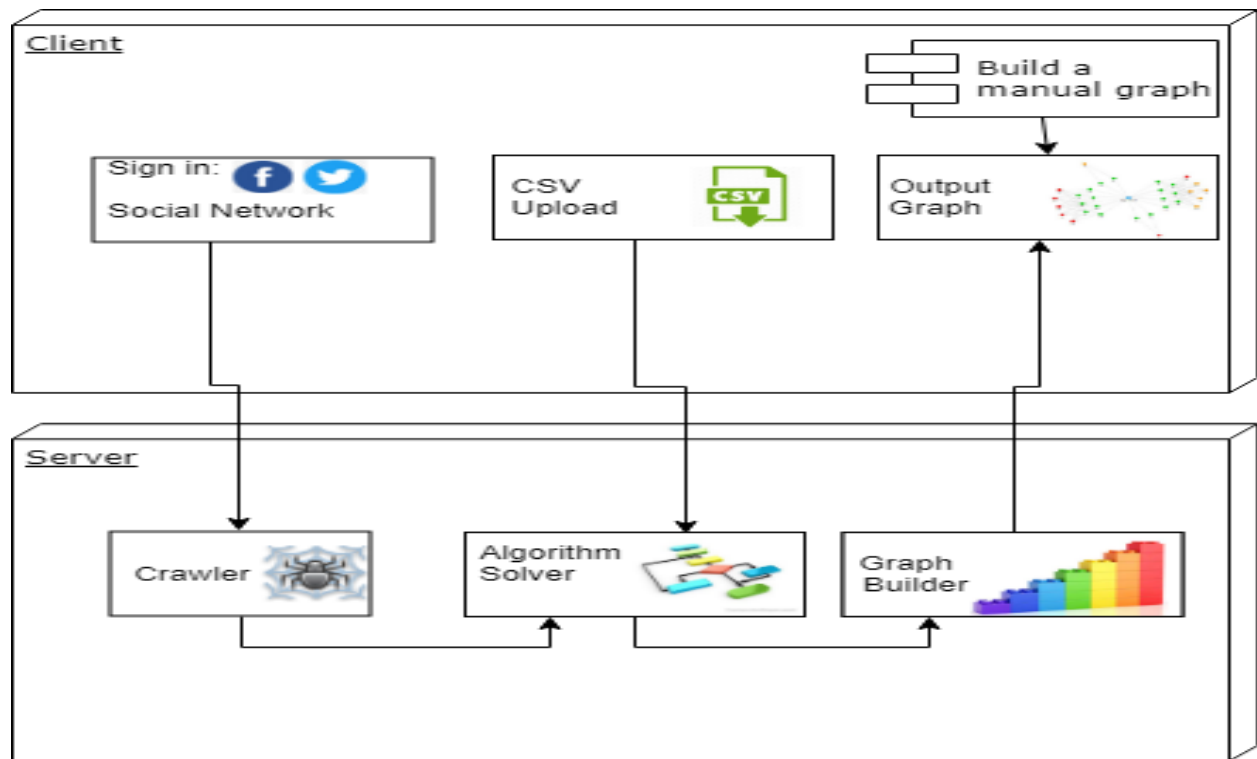 Client
Build a
manual graph
Sign in:
Social Network
CSV
Upload
CSV
Output
Graph
Server
Crawler
Algorithm
Solver
Graph
Builder